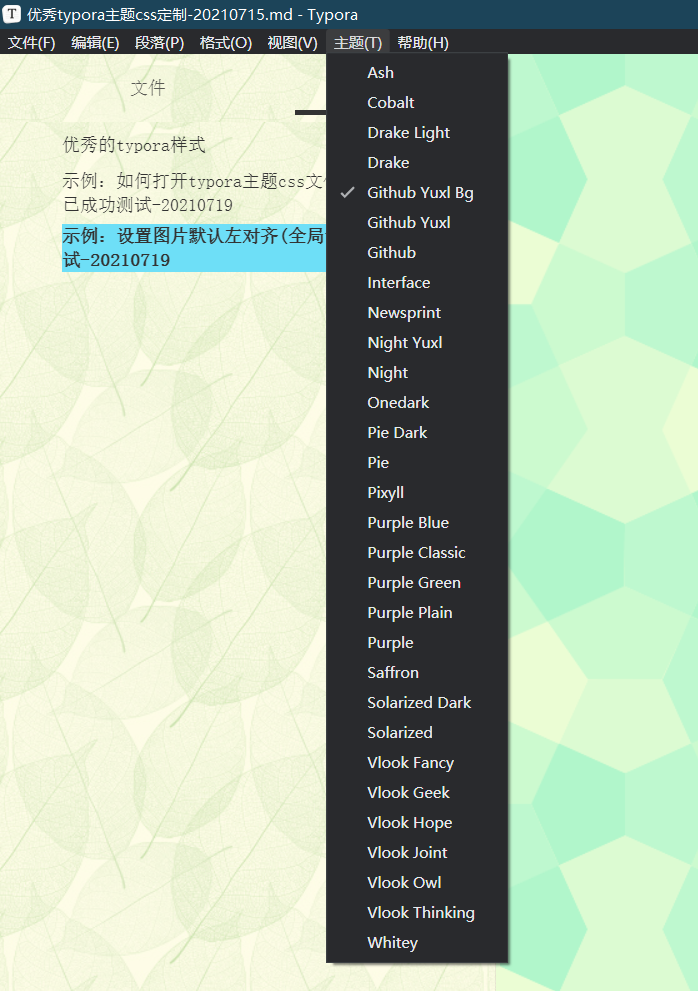 优秀typora主题css定制-20210715.md - Typora
文件(F) 编辑(E) 段落(P) 格式(O) 视图(V) 主题(T) 帮助(H)
文件
优秀的typora样式
示例：如何打开typora主题css文
已成功测试-20210719
示例：设置图片默认左对齐(全局
试-20210719
Ash
Cobalt
Drake Light
Drake
Github Yuxl Bg
Github Yuxl
Github
Interface
Newsprint
Night Yuxl
Night
Onedark
Pie Dark
Pie
Pixyll
Purple Blue
Purple Classic
Purple Green
Purple Plain
Purple
Saffron
Solarized Dark
Solarized
Vlook Fancy
Vlook Geek
Vlook Hope
Vlook Joint
Vlook Owl
Vlook Thinking
Whitey